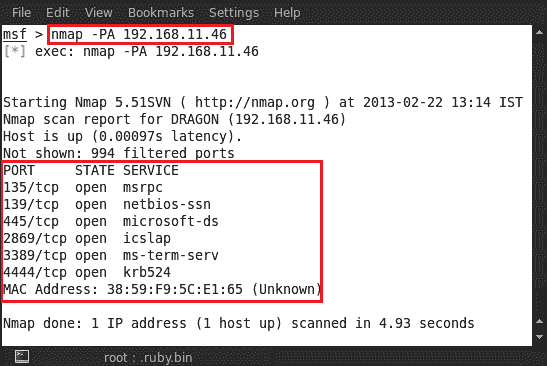 File Edit View Bookmarks Settings Help
msf > nmap -PA 192.168.11.46
[*] exec: nmap -PA 192.168.11.46
Starting Nmap 5.51SVN ( http://nmap.org ) at 2013-02-22 13:14 IST
Nmap scan report for DRAGON (192.168.11.46)
Host is up (0.00097s latency).
Not shown: 994 filtered ports
PORT     STATE SERVICE
135/tcp  open  msrpc
139/tcp  open  netbios-ssn
445/tcp  open  microsoft-ds
2869/tcp open  icslap
3389/tcp open  ms-term-serv
4444/tcp open  krb524
MAC Address: 38:59:F9:5C:E1:65 (Unknown)
Nmap done: 1 IP address (1 host up) scanned in 4.93 seconds
root : .ruby.bin